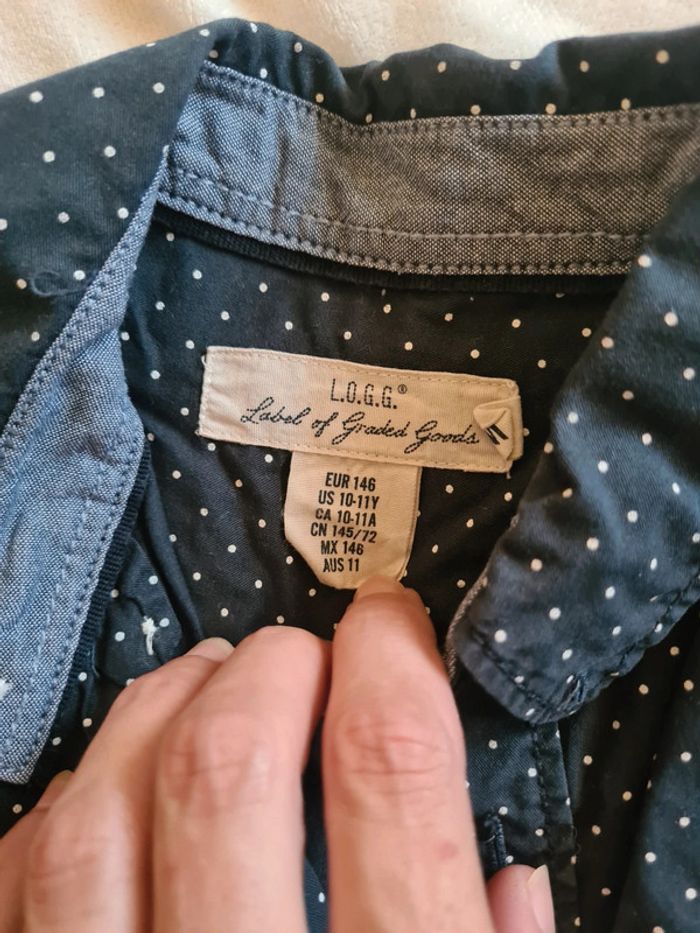 L.O.G.G.®
Label of Graded Goods
EUR 146
US 10-11Y
CA 10-11A
CN 145/72
MX 146
AUS 11